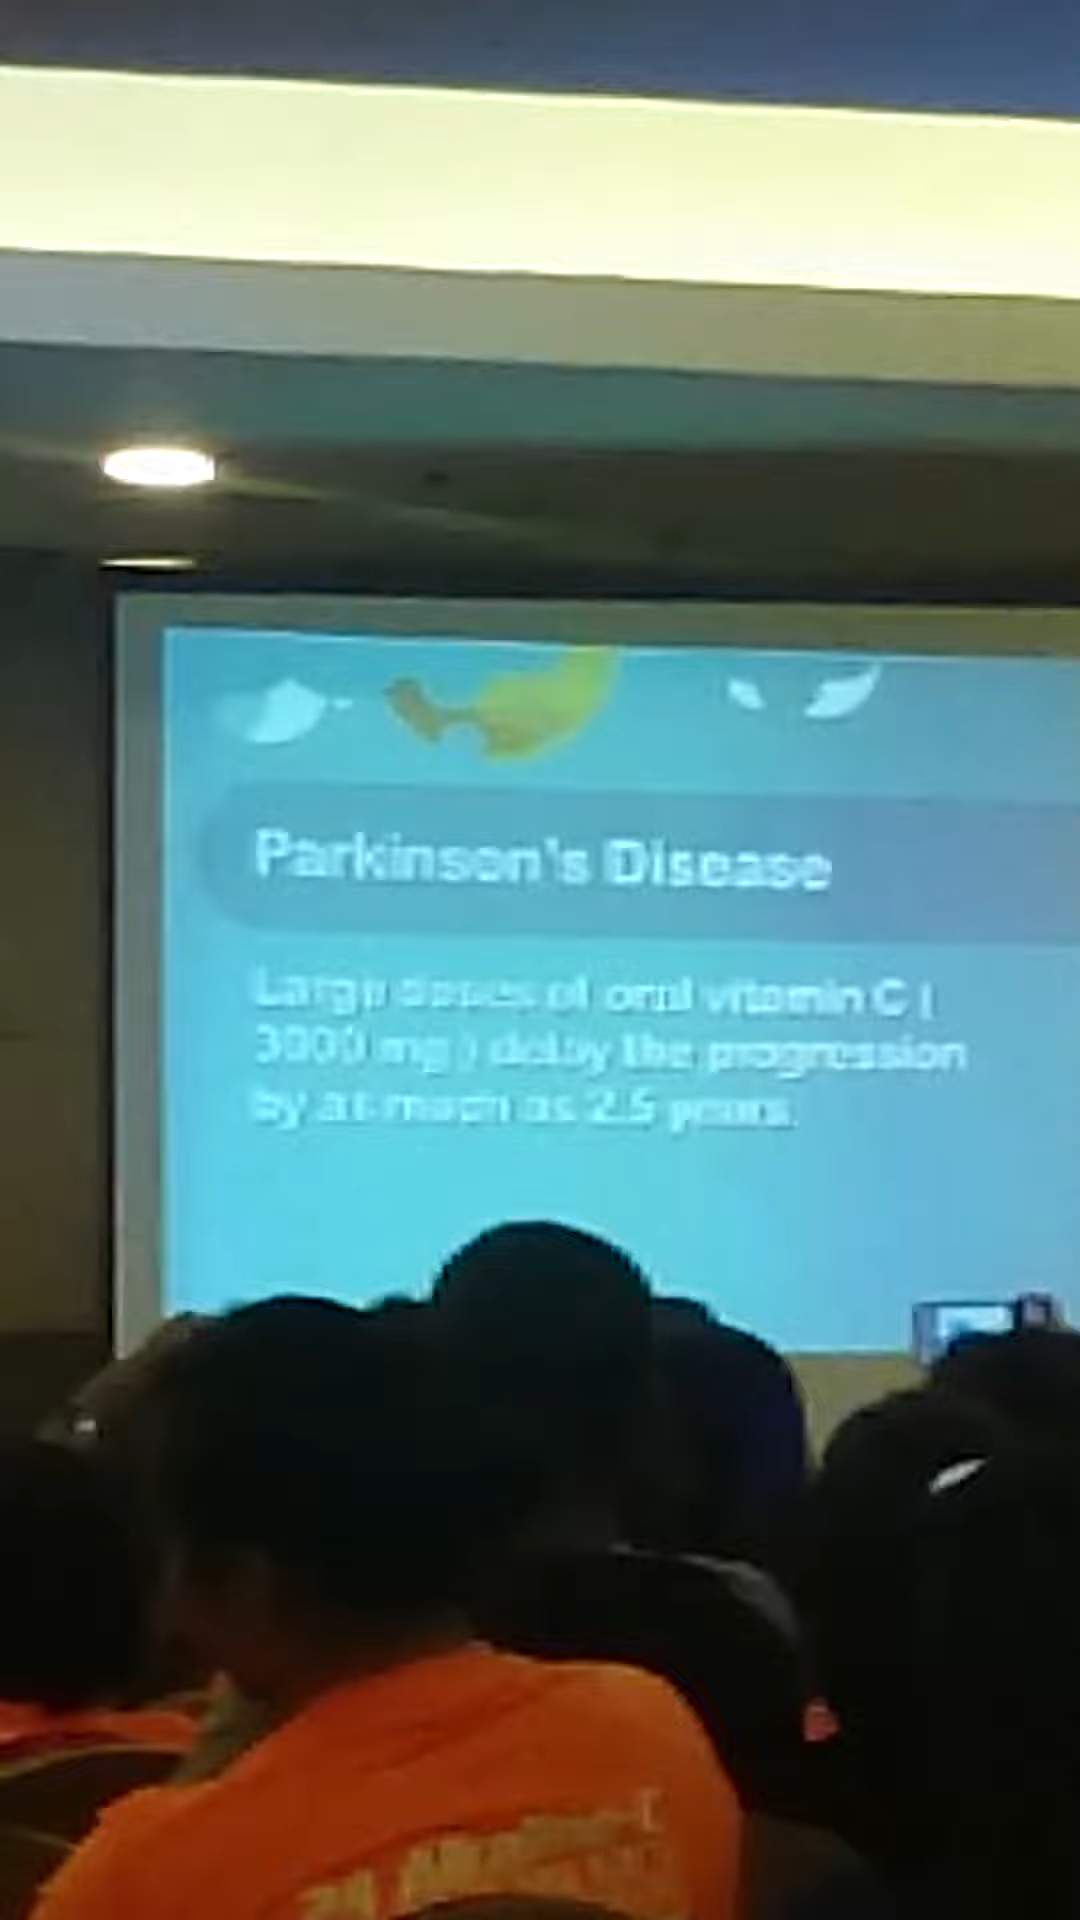 Parkinson's Disease
Large doses of oral vitamin C (
3000 mg ) delay the progression
by as much as 2.5 years.